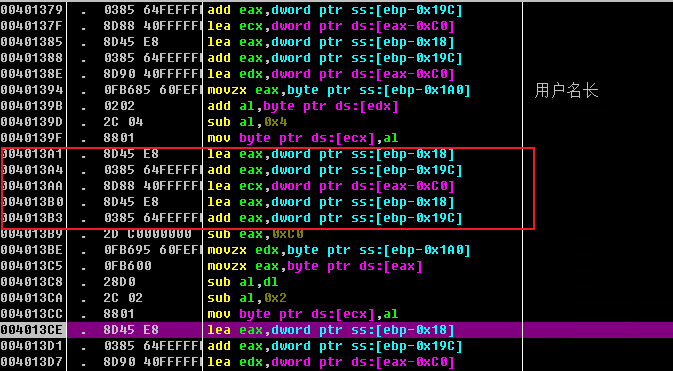 00401379 . 0385 64FEFFFF add eax,dword ptr ss:[ebp-0x19C]
0040137F . 8D88 40FFFFFF lea ecx,dword ptr ds:[eax-0xC0]
00401385 . 8D45 E8 lea eax,dword ptr ss:[ebp-0x18]
00401388 . 0385 64FEFFFF add eax,dword ptr ss:[ebp-0x19C]
0040138E . 8D90 40FFFFFF lea edx,dword ptr ds:[eax-0xC0]
00401394 . 0FB685 60FEFF movzx eax,byte ptr ss:[ebp-0x1A0] 用户名长
0040139B . 0202 add al,byte ptr ds:[edx]
0040139D . 2C 04 sub al,0x4
0040139F . 8801 mov byte ptr ds:[ecx],al
004013A1 . 8D45 E8 lea eax,dword ptr ss:[ebp-0x18]
004013A4 . 0385 64FEFFFF add eax,dword ptr ss:[ebp-0x19C]
004013AA . 8D88 40FFFFFF lea ecx,dword ptr ds:[eax-0xC0]
004013B0 . 8D45 E8 lea eax,dword ptr ss:[ebp-0x18]
004013B3 . 0385 64FEFFFF add eax,dword ptr ss:[ebp-0x19C]
004013B9 . 2D C0000000 sub eax,0xC0
004013BE . 0FB695 60FEFF movzx edx,byte ptr ss:[ebp-0x1A0]
004013C5 . 0FB600 movzx eax,byte ptr ds:[eax]
004013C8 . 28D0 sub al,dl
004013CA . 2C 02 sub al,0x2
004013CC . 8801 mov byte ptr ds:[ecx],al
004013CE . 8D45 E8 lea eax,dword ptr ss:[ebp-0x18]
004013D1 . 0385 64FEFFFF add eax,dword ptr ss:[ebp-0x19C]
004013D7 . 8D90 40FFFFFF lea edx,dword ptr ds:[eax-0xC0]